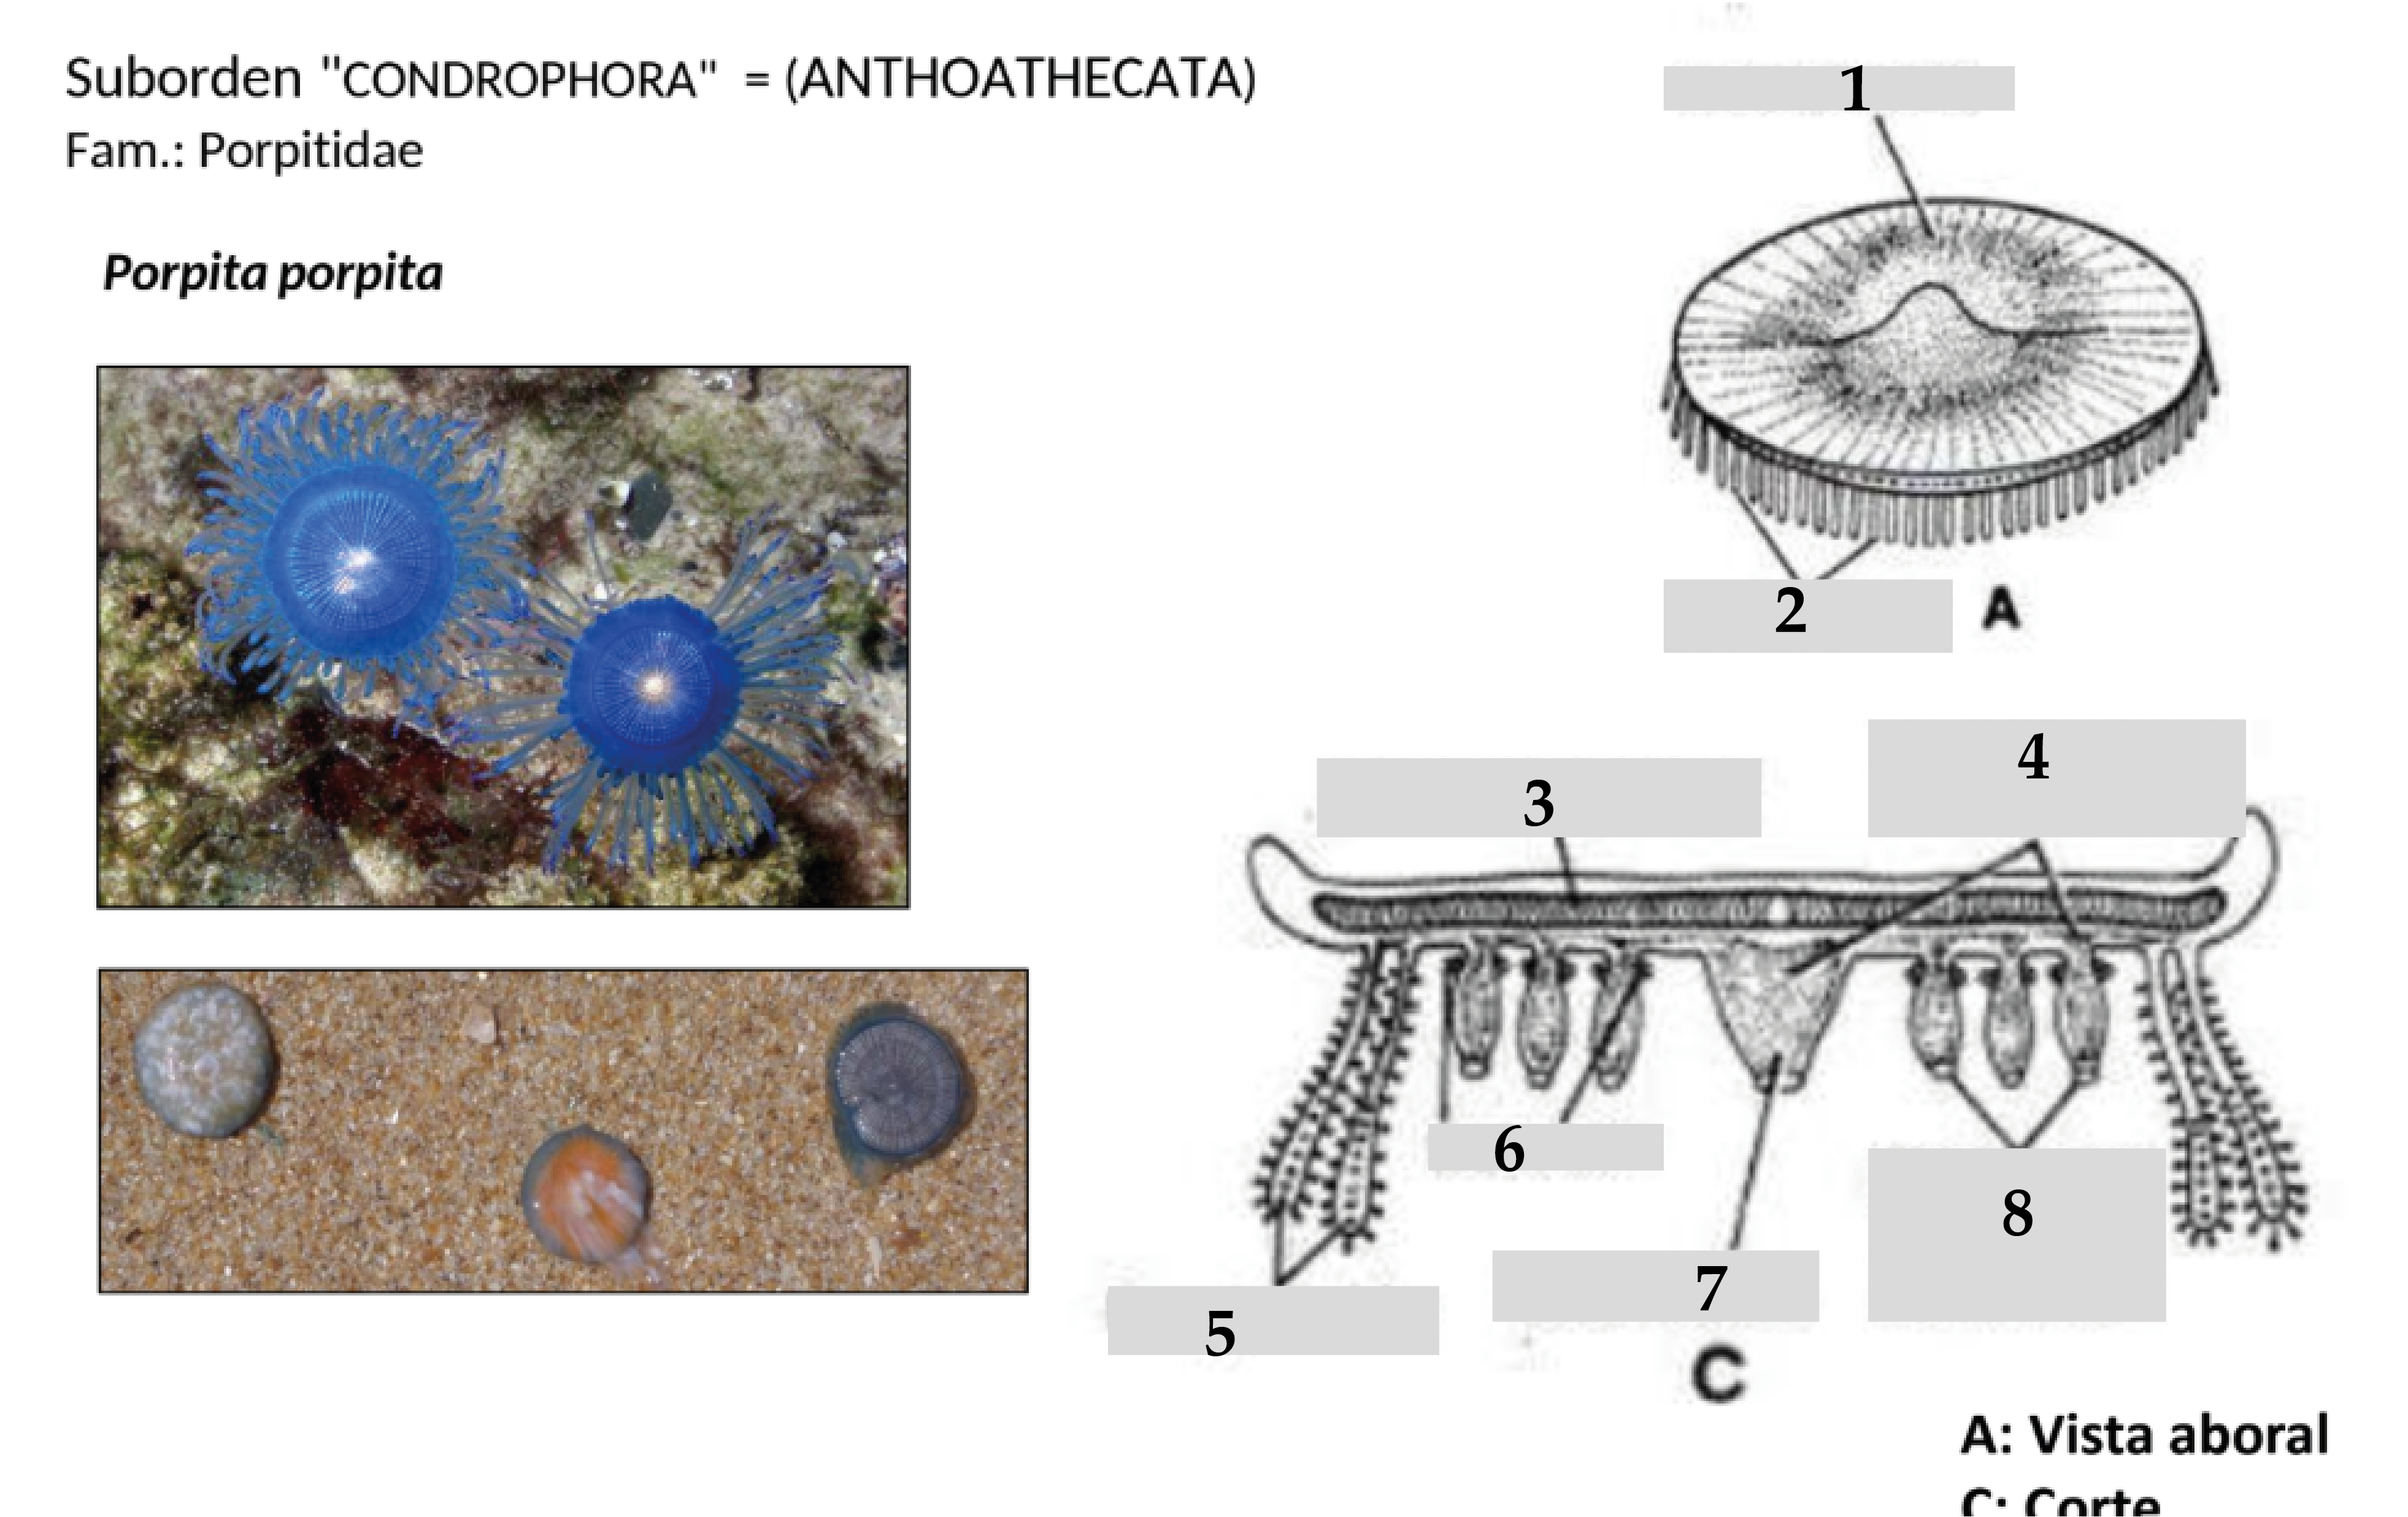 Suborden "CONDROPHORA" = (ANTHOATHECATA)
Fam.: Porpitidae
Porpita porpita
1
2
A
3
4
5
6
7
8
C
A: Vista aboral
C: Corte